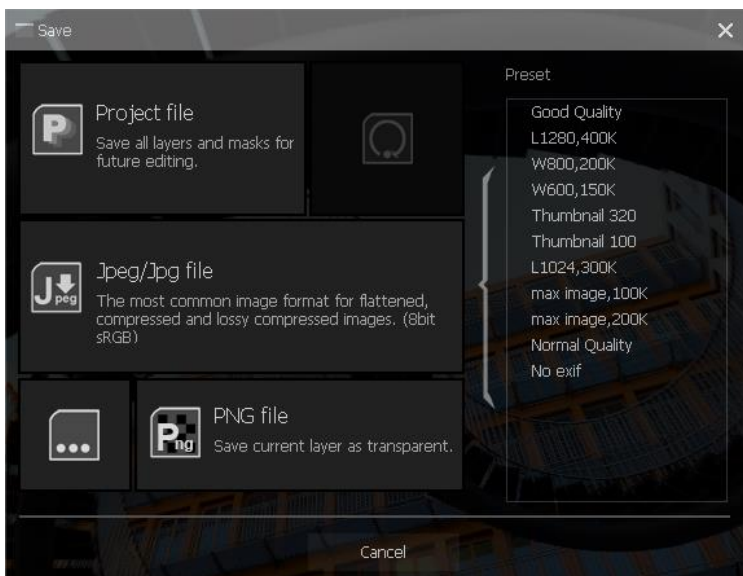 Save
Project file
Save all layers and masks for
future editing.
P
Jpeg/Jpg file
The most common image format for flattened,
compressed and lossy compressed images. (8bit
sRGB)
J peg
PNG file
Save current layer as transparent.
Png
Preset
Good Quality
L1280,400K
W800,200K
W600,150K
Thumbnail 320
Thumbnail 100
L1024,300K
max image,100K
max image,200K
Normal Quality
No exif
Cancel